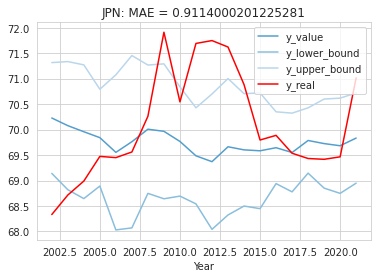 JPN: MAE = 0.9114000201225281
y_value
y_lower_bound
y_upper_bound
y_real
72.0
71.5
71.0
70.5
70.0
69.5
69.0
68.5
68.0
2002.5 2005.0 2007.5 2010.0 2012.5 2015.0 2017.5 2020.0
Year